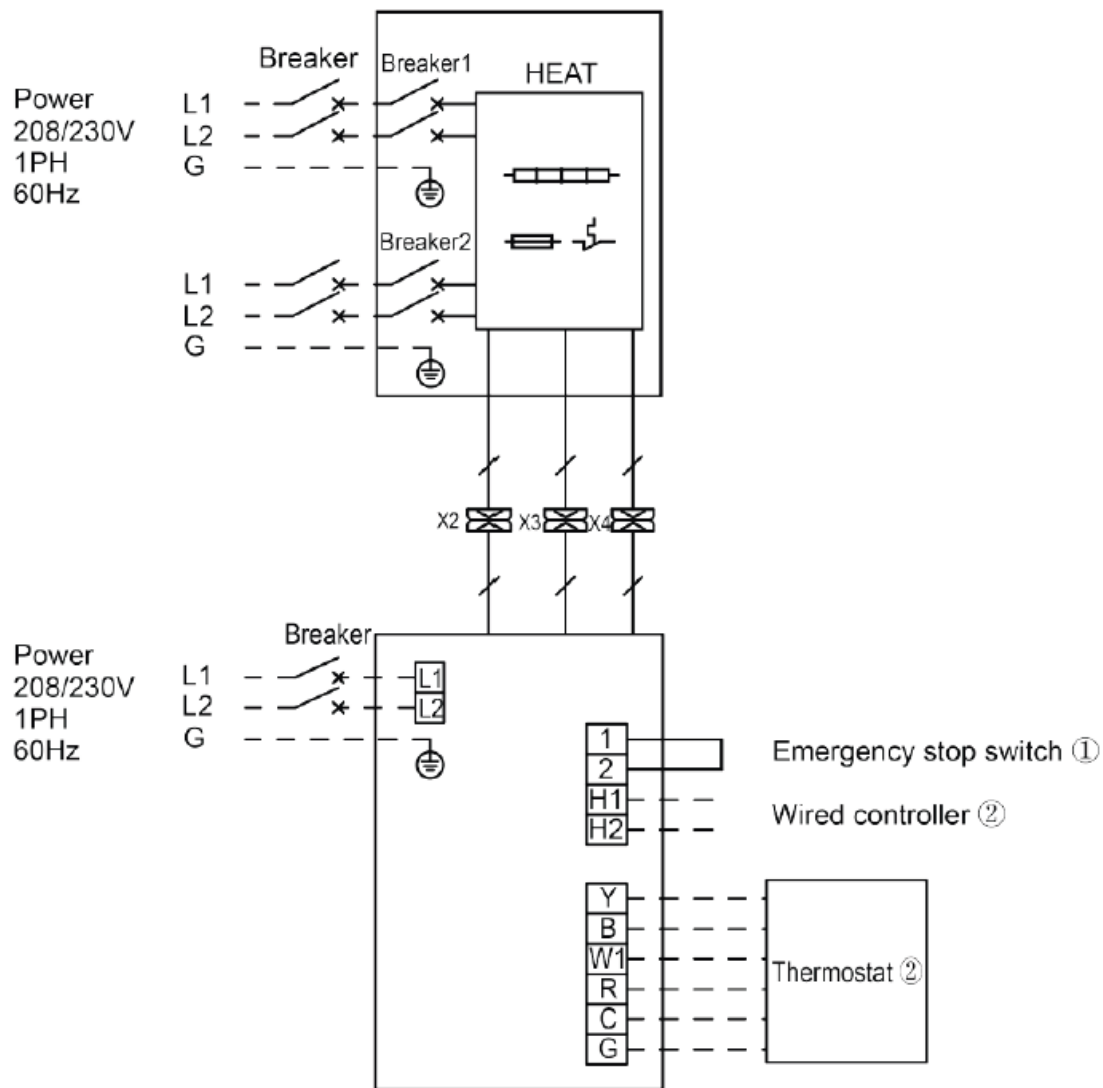 Breaker
Breaker1
HEAT
Power
208/230V
1PH
60Hz
L1
L2
G
Breaker2
L1
L2
G
X2
X3
X4
Breaker
Power
208/230V
1PH
60Hz
L1
L2
G
L1
L2
1
2
Emergency stop switch ①
H1
H2
Wired controller ②
Y
B
W1
R
C
G
Thermostat ②